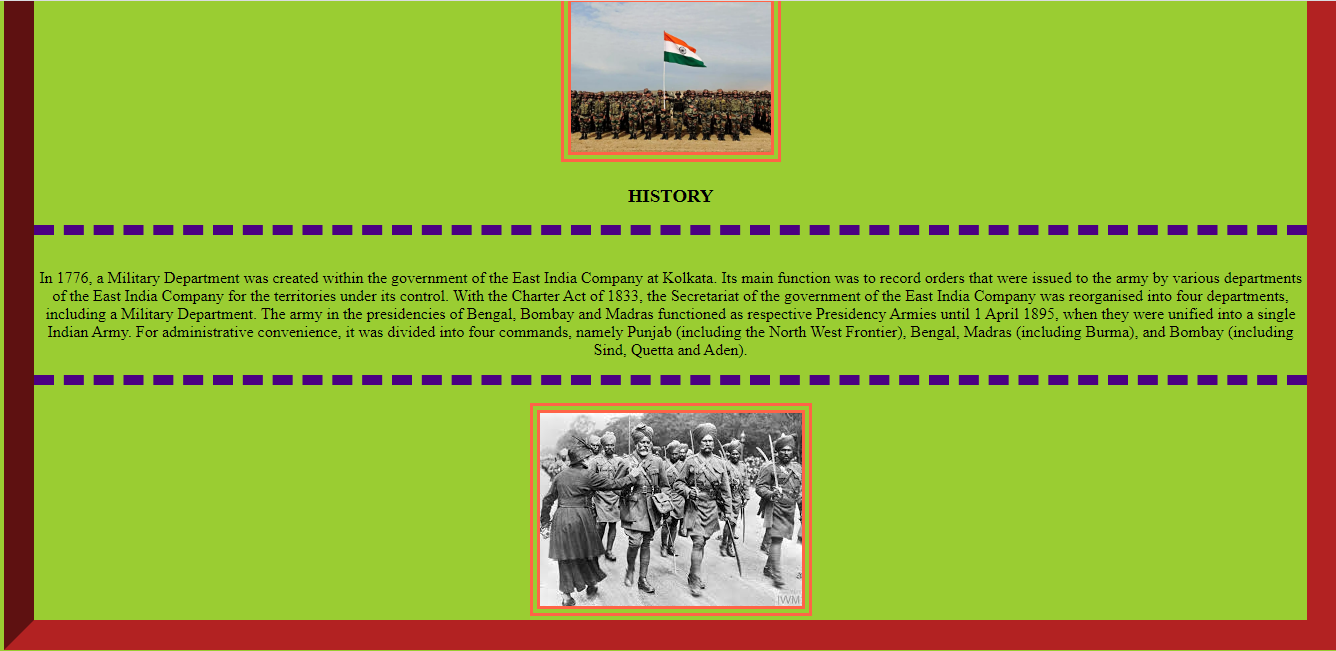 HISTORY
In 1776, a Military Department was created within the government of the East India Company at Kolkata. Its main function was to record orders that were issued to the army by various departments
of the East India Company for the territories under its control. With the Charter Act of 1833, the Secretariat of the government of the East India Company was reorganised into four departments,
including a Military Department. The army in the presidencies of Bengal, Bombay and Madras functioned as respective Presidency Armies until 1 April 1895, when they were unified into a single
Indian Army. For administrative convenience, it was divided into four commands, namely Punjab (including the North West Frontier), Bengal, Madras (including Burma), and Bombay (including
Sind, Quetta and Aden).
IWM